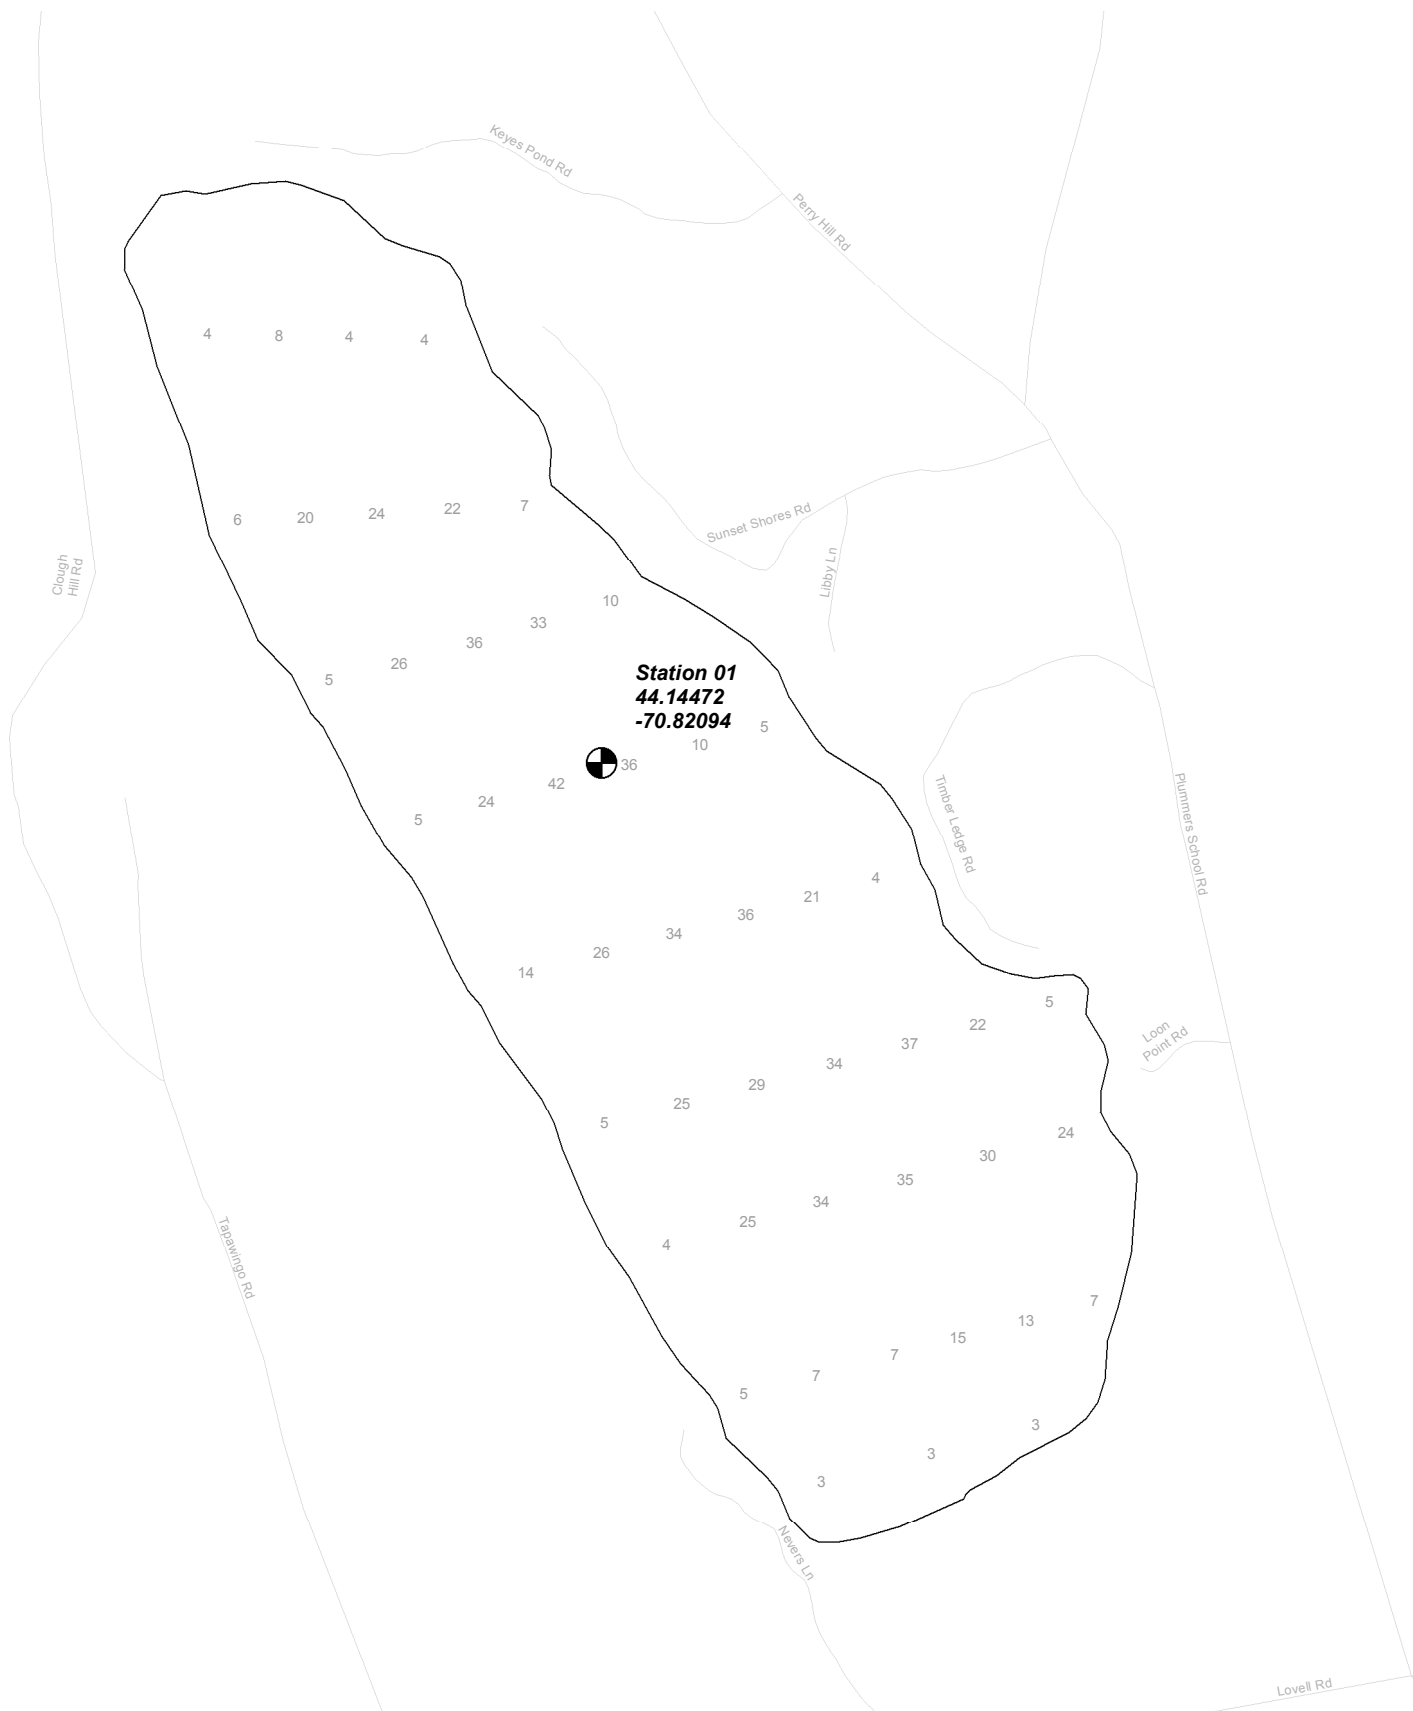 Keyes Pond Rd
Perry Hill Rd
4 8 4 4
6 20 24 22 7
Sunset Shores Rd
Libby Ln
Clough
Hill Rd
5 26 36 33 10
Station 01
44.14472
-70.82094
5 24 42 36 10 5
Timber Ledge Rd
Plummers School Rd
14 26 34 36 21 4
5 25 29 34 37 22 5
Loon
Point Rd
4 25 34 35 30 24
Tapawingo Rd
5 7 7 15 13 7
3 3 3
Nevers Ln
Lovell Rd